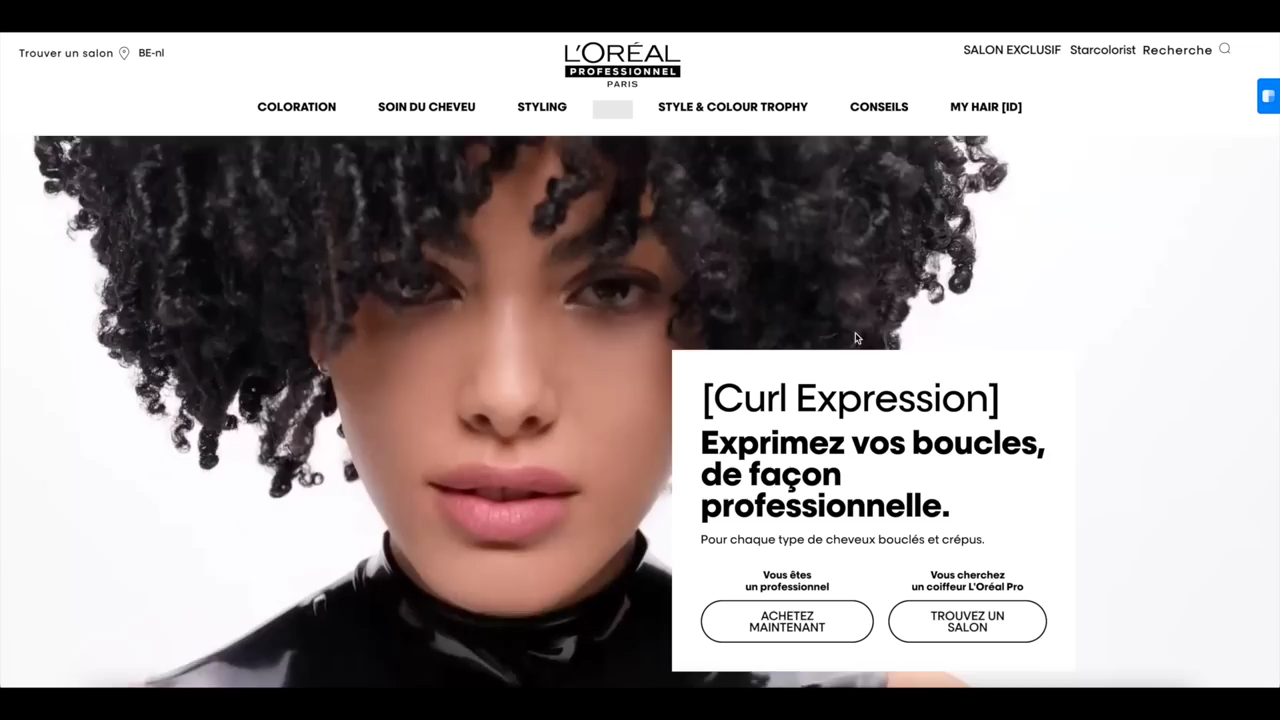 Trouver un salon
BE-nl
L'ORÉAL
PROFESSIONNEL
PARIS
SALON EXCLUSIF
Starcolorist
Recherche
COLORATION
SOIN DU CHEVEU
STYLING
STYLE & COLOUR TROPHY
CONSEILS
MY HAIR [ID]
[Curl Expression]
Exprimez vos boucles,
de façon
professionnelle.
Pour chaque type de cheveux bouclés et crépus.
Vous êtes
un professionnel
ACHETEZ
MAINTENANT
Vous cherchez
un coiffeur L'Oréal Pro
TROUVEZ UN
SALON